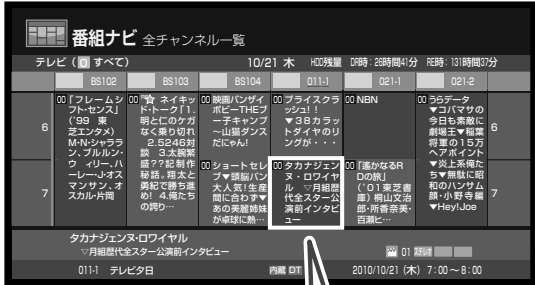 番組ナビ 全チャンネル一覧
テレビ ( 0 すべて) 10/21 木 HDD残量 DR時:26時間41分 RE時:131時間37分
BS102 BS103 BS104 011-1 021-1 021-2
6
00「フレームシ
フト・センス」
('99 東
芝エンタメ)
M・N・シャララ
ン、ブルルン・
ウィリー、ハ
ーレー・J・オス
マンサン、オ
スカル・片岡
00 ネイキッ
ド・トーク「1.
明とこのケガ
なく乗り切れ
2.5246対
談 3.太腕繁
盛??記制作
秘話。翔太と
勇紀で勝ち進
め! 4.俺たち
の誇り…
00 映画バンザイ
ボビーTHEブ
ーチキャンプ
~山猫ダンス
だにゃん!
00 プライスクラ
ッシュ!!
▼38カラッ
トダイヤのリ
ングが・・・
00 NBN
00 うらデータ
▼コバマサの
今日も素敵に
劇場王▼稲葉
将軍の15万
ヘアポイント
▼炎上系俺た
ち▼無駄に昭
和のハンサム
顔・小野寺編
▼Hey!Joe
6
7
00 ショートセレ
ブ▼頭脳パン
大人気!生産
間に合わず▼
あの美麗姉妹
が卓球に熱…
00 タカナジェン
ヌ・ロワイヤ
ル ▽月組歴
代全スター公
演前インタビ
ュー
00「遙かなるR
Dの旅」
('01 東芝書
庫) 桐山文治
郎・所香奈美・
百瀬ヒ…
7
タカナジェンヌ・ロワイヤル
▽月組歴代全スター公演前インタビュー
01 ステレオ
011-1 テレビ夕日 内蔵 DT 2010/10/21 (木) 7:00~8:00